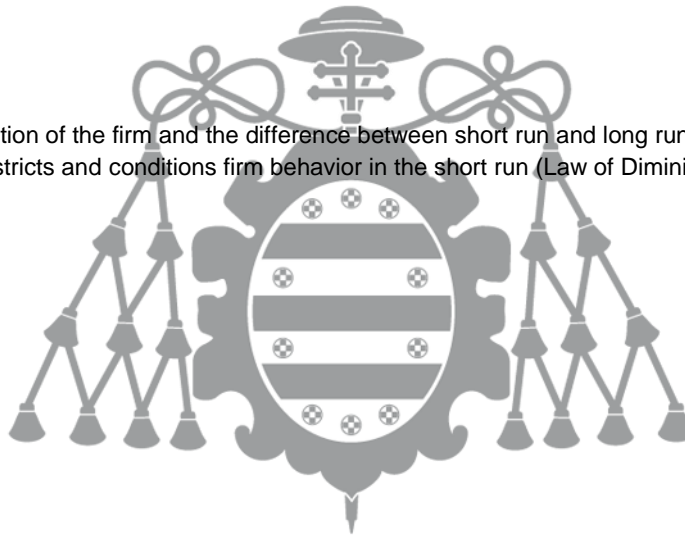 tion of the firm and the difference between short run and long run
stricts and conditions firm behavior in the short run (Law of Dimini